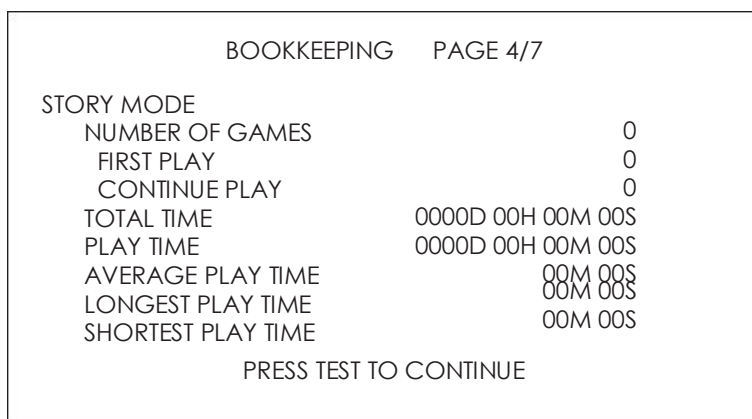 BOOKKEEPING PAGE 4/7
STORY MODE
NUMBER OF GAMES 0
FIRST PLAY 0
CONTINUE PLAY 0
TOTAL TIME 0000D 00H 00M 00S
PLAY TIME 0000D 00H 00M 00S
AVERAGE PLAY TIME 00M 00S
LONGEST PLAY TIME 00M 00S
SHORTEST PLAY TIME 00M 00S
PRESS TEST TO CONTINUE